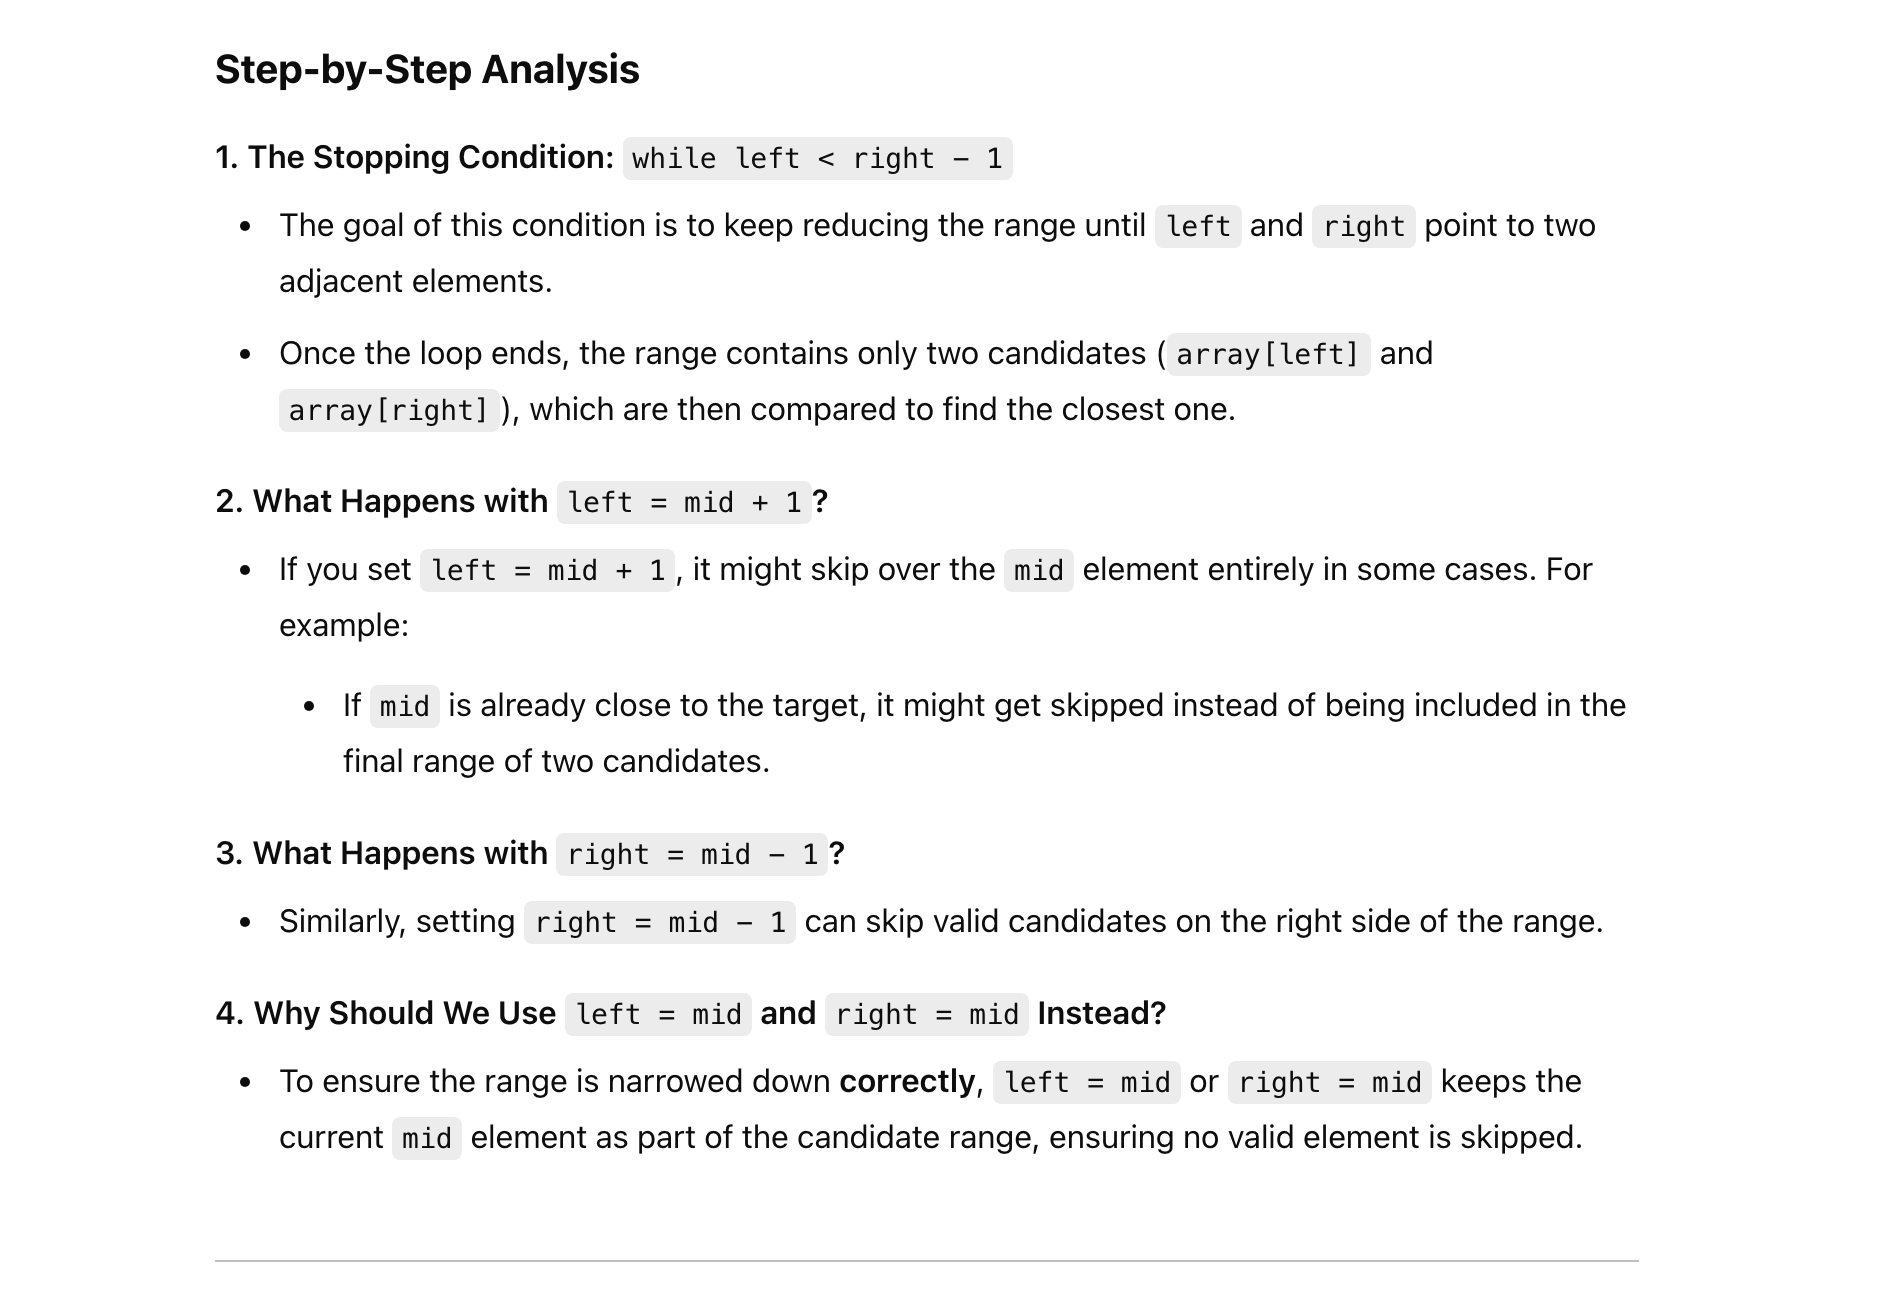 Step-by-Step Analysis
1. The Stopping Condition: while left < right - 1
• The goal of this condition is to keep reducing the range until left and right point to two
adjacent elements.
• Once the loop ends, the range contains only two candidates (array[left] and
array[right]), which are then compared to find the closest one.
2. What Happens with left = mid + 1?
• If you set left = mid + 1, it might skip over the mid element entirely in some cases. For
example:
• If mid is already close to the target, it might get skipped instead of being included in the
final range of two candidates.
3. What Happens with right = mid - 1?
• Similarly, setting right = mid - 1 can skip valid candidates on the right side of the range.
4. Why Should We Use left = mid and right = mid Instead?
• To ensure the range is narrowed down correctly, left = mid or right = mid keeps the
current mid element as part of the candidate range, ensuring no valid element is skipped.